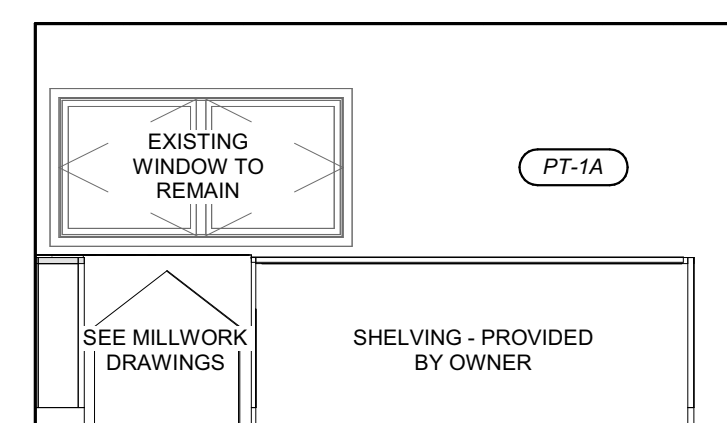 EXISTING
WINDOW TO
REMAIN
PT-1A
SEE MILLWORK
DRAWINGS
SHELVING - PROVIDED
BY OWNER